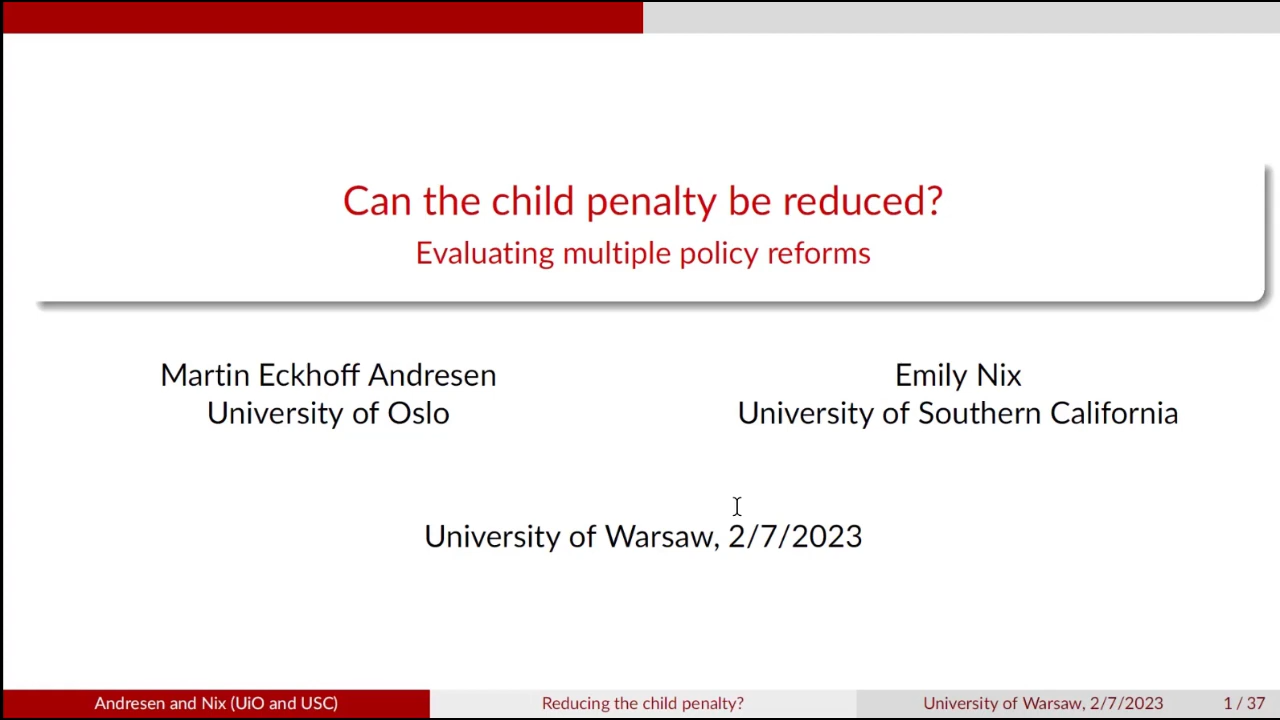 Can the child penalty be reduced?
Evaluating multiple policy reforms
Martin Eckhoff Andresen
University of Oslo
Emily Nix
University of Southern California
University of Warsaw, 2/7/2023
Andresen and Nix (UiO and USC)
Reducing the child penalty?
University of Warsaw, 2/7/2023
1 / 37